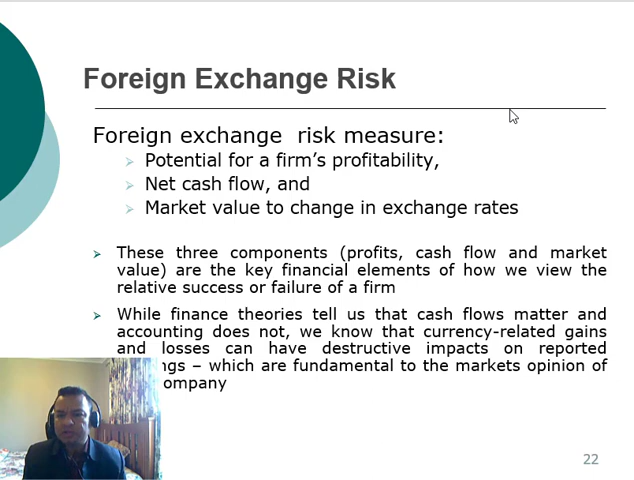 Foreign Exchange Risk
Foreign exchange risk measure:
Potential for a firm's profitability,
Net cash flow, and
Market value to change in exchange rates
These three components (profits, cash flow and market
value) are the key financial elements of how we view the
relative success or failure of a firm
While finance theories tell us that cash flows matter and
accounting does not, we know that currency-related gains
and losses can have destructive impacts on reported
ngs – which are fundamental to the markets opinion of
ompany
22